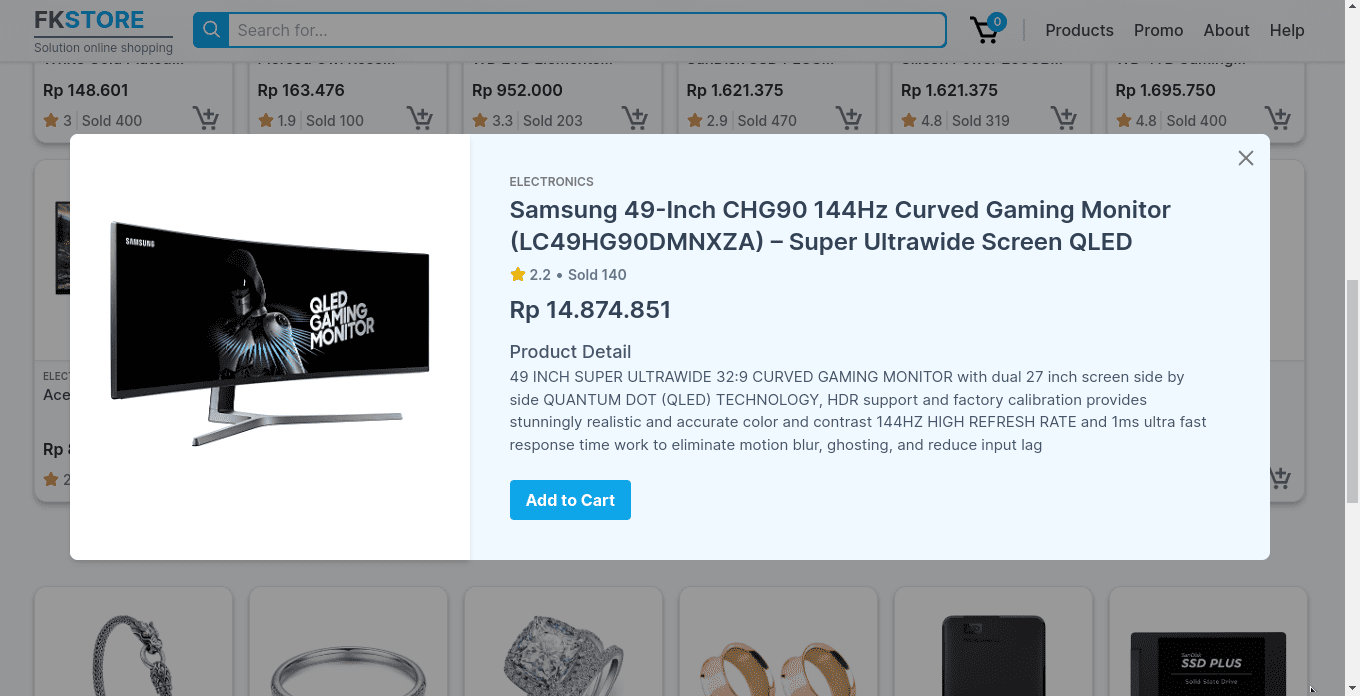 FKSTORE
Solution online shopping
Search for...
0
Products
Promo
About
Help
Rp 148.601
3
Sold 400
Rp 163.476
1.9
Sold 100
Rp 952.000
3.3
Sold 203
Rp 1.621.375
2.9
Sold 470
Rp 1.621.375
4.8
Sold 319
Rp 1.695.750
4.8
Sold 400
SAMSUNG
QLED
GAMING
MONITOR
ELECTRONICS
Samsung 49-Inch CHG90 144Hz Curved Gaming Monitor
(LC49HG90DMNXZA) – Super Ultrawide Screen QLED
2.2 • Sold 140
Rp 14.874.851
Product Detail
49 INCH SUPER ULTRAWIDE 32:9 CURVED GAMING MONITOR with dual 27 inch screen side by
side QUANTUM DOT (QLED) TECHNOLOGY, HDR support and factory calibration provides
stunningly realistic and accurate color and contrast 144HZ HIGH REFRESH RATE and 1ms ultra fast
response time work to eliminate motion blur, ghosting, and reduce input lag
Add to Cart
ELEC
Ace
Rp
2
WD
SanDisk
SSD PLUS
Solid State Drive